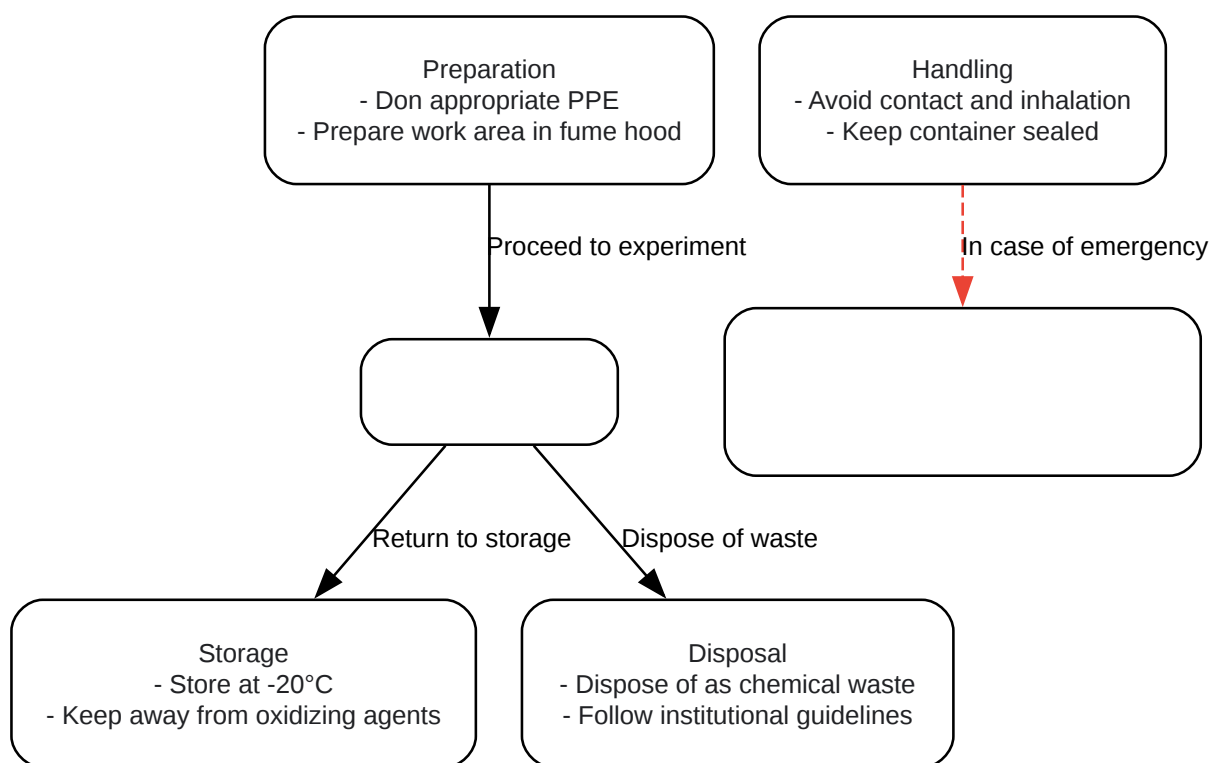 Preparation
- Don appropriate PPE
- Prepare work area in fume hood
Handling
- Avoid contact and inhalation
- Keep container sealed
Proceed to experiment
In case of emergency
Return to storage
Dispose of waste
Storage
- Store at -20°C
- Keep away from oxidizing agents
Disposal
- Dispose of as chemical waste
- Follow institutional guidelines